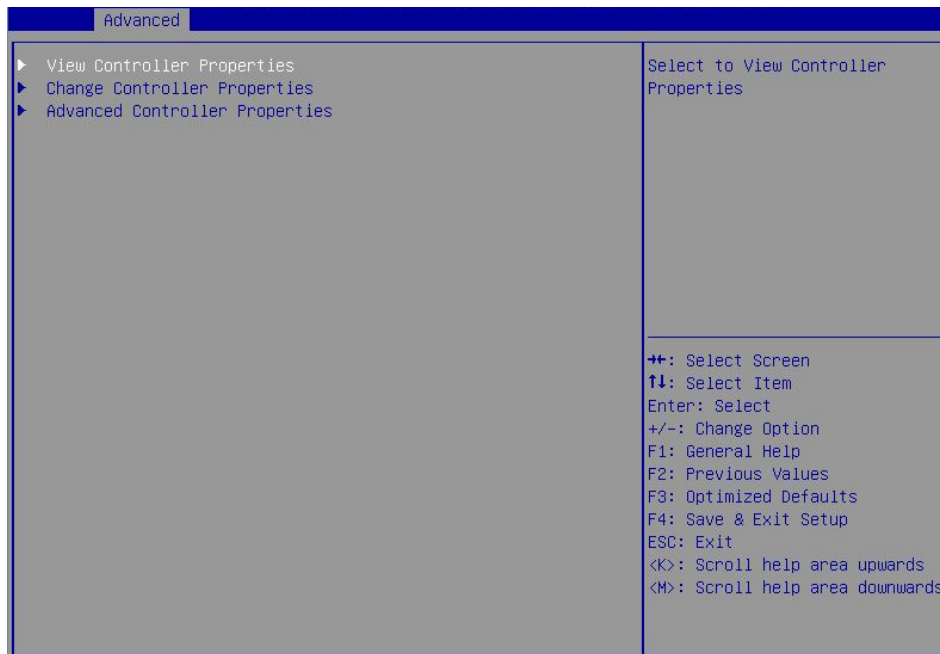 Advanced
View Controller Properties
Change Controller Properties
Advanced Controller Properties
Select to View Controller
Properties
→←: Select Screen
↑↓: Select Item
Enter: Select
+/-: Change Option
F1: General Help
F2: Previous Values
F3: Optimized Defaults
F4: Save & Exit Setup
ESC: Exit
<K>: Scroll help area upwards
<M>: Scroll help area downwards